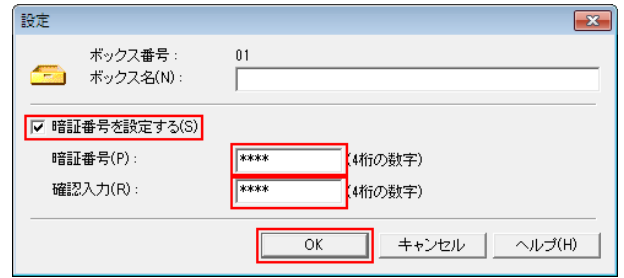 設定
ボックス番号： 01
ボックス名(N)：
暗証番号を設定する(S)
暗証番号(P)： **** (4桁の数字)
確認入力(R)： **** (4桁の数字)
OK キャンセル ヘルプ(H)